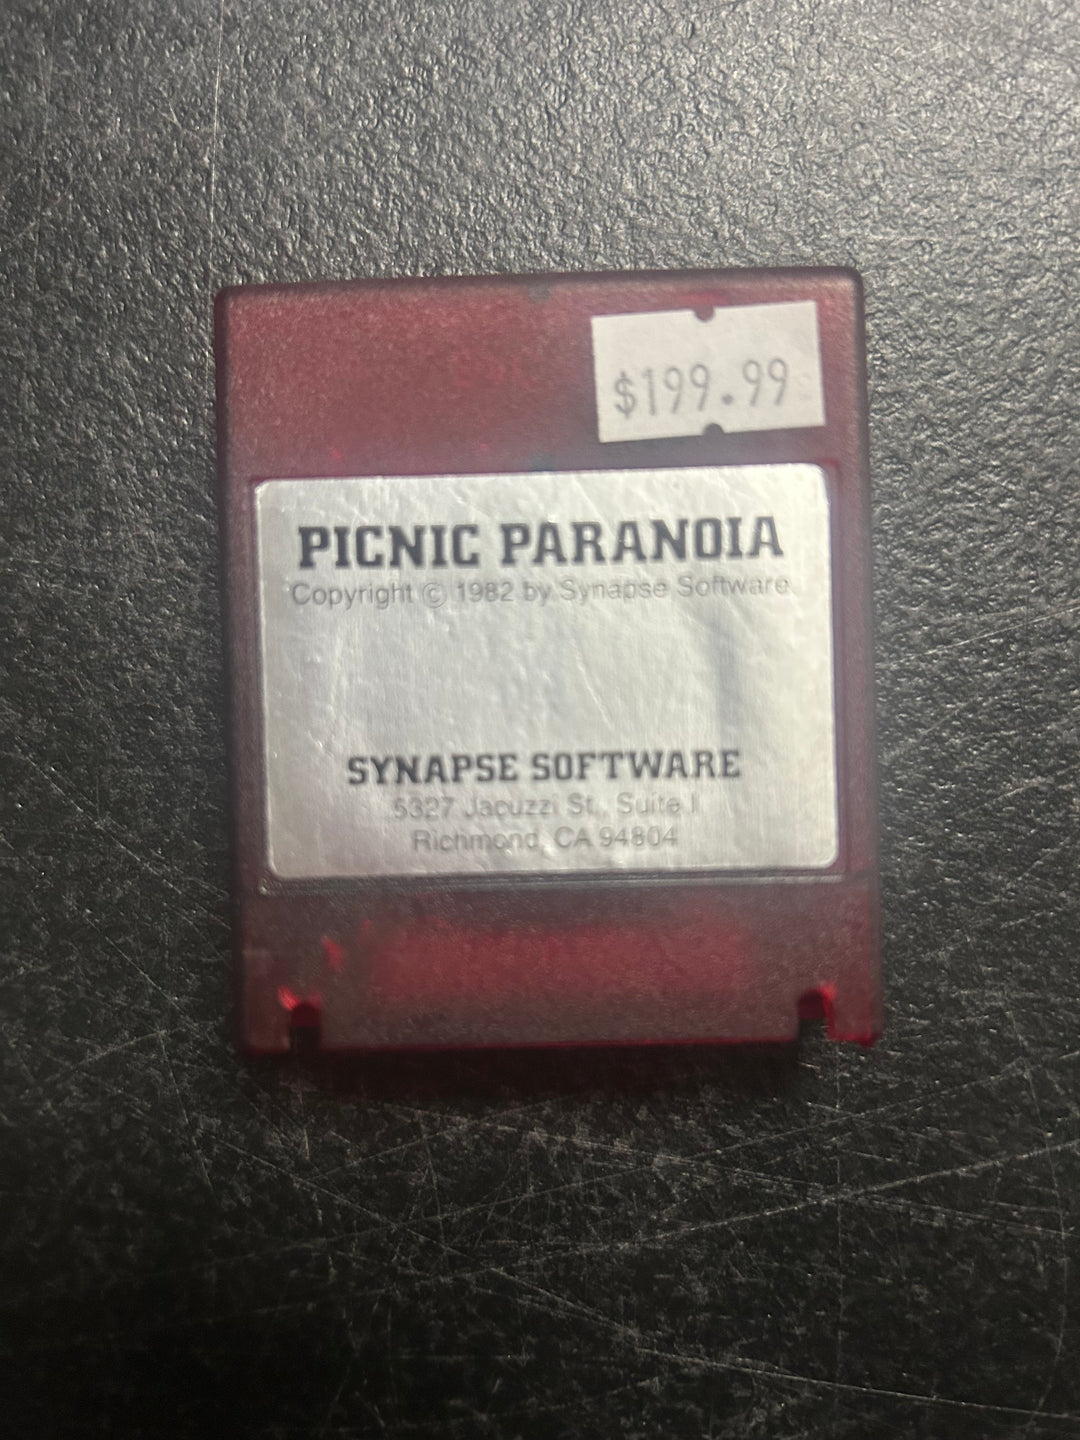 $199.99
PICNIC PARANOIA
Copyright © 1982 by Synapse Software
SYNAPSE SOFTWARE
5327 Jacuzzi St., Suite I
Richmond, CA 94804